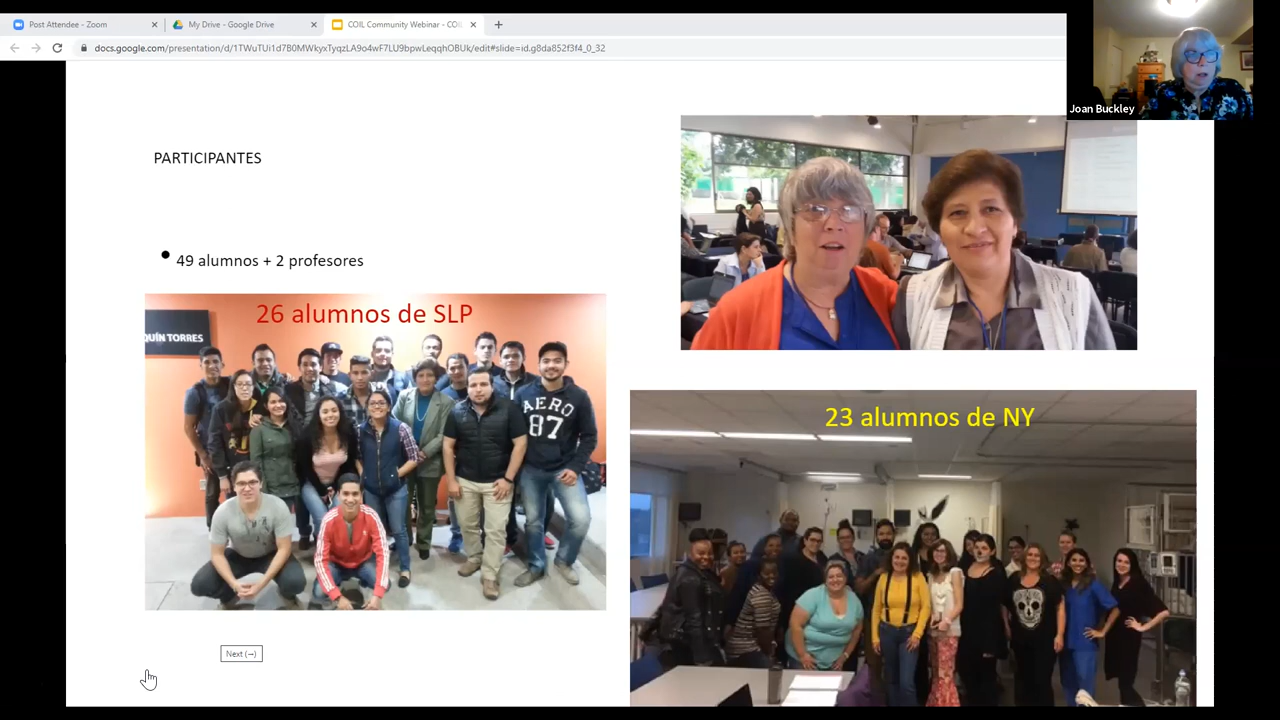 Post Attendee - Zoom
My Drive - Google Drive
COIL Community Webinar - COIL
docs.google.com/presentation/d/1TWuTUi1d7B0MWkyxTyqzLA9o4wF7LU9bpwLeqqhOBUk/edit#slide=id.g8da852f3f4_0_32
Joan Buckley
PARTICIPANTES
• 49 alumnos + 2 profesores
26 alumnos de SLP
QUÍN TORRES
AERO
87
23 alumnos de NY
Next (→)